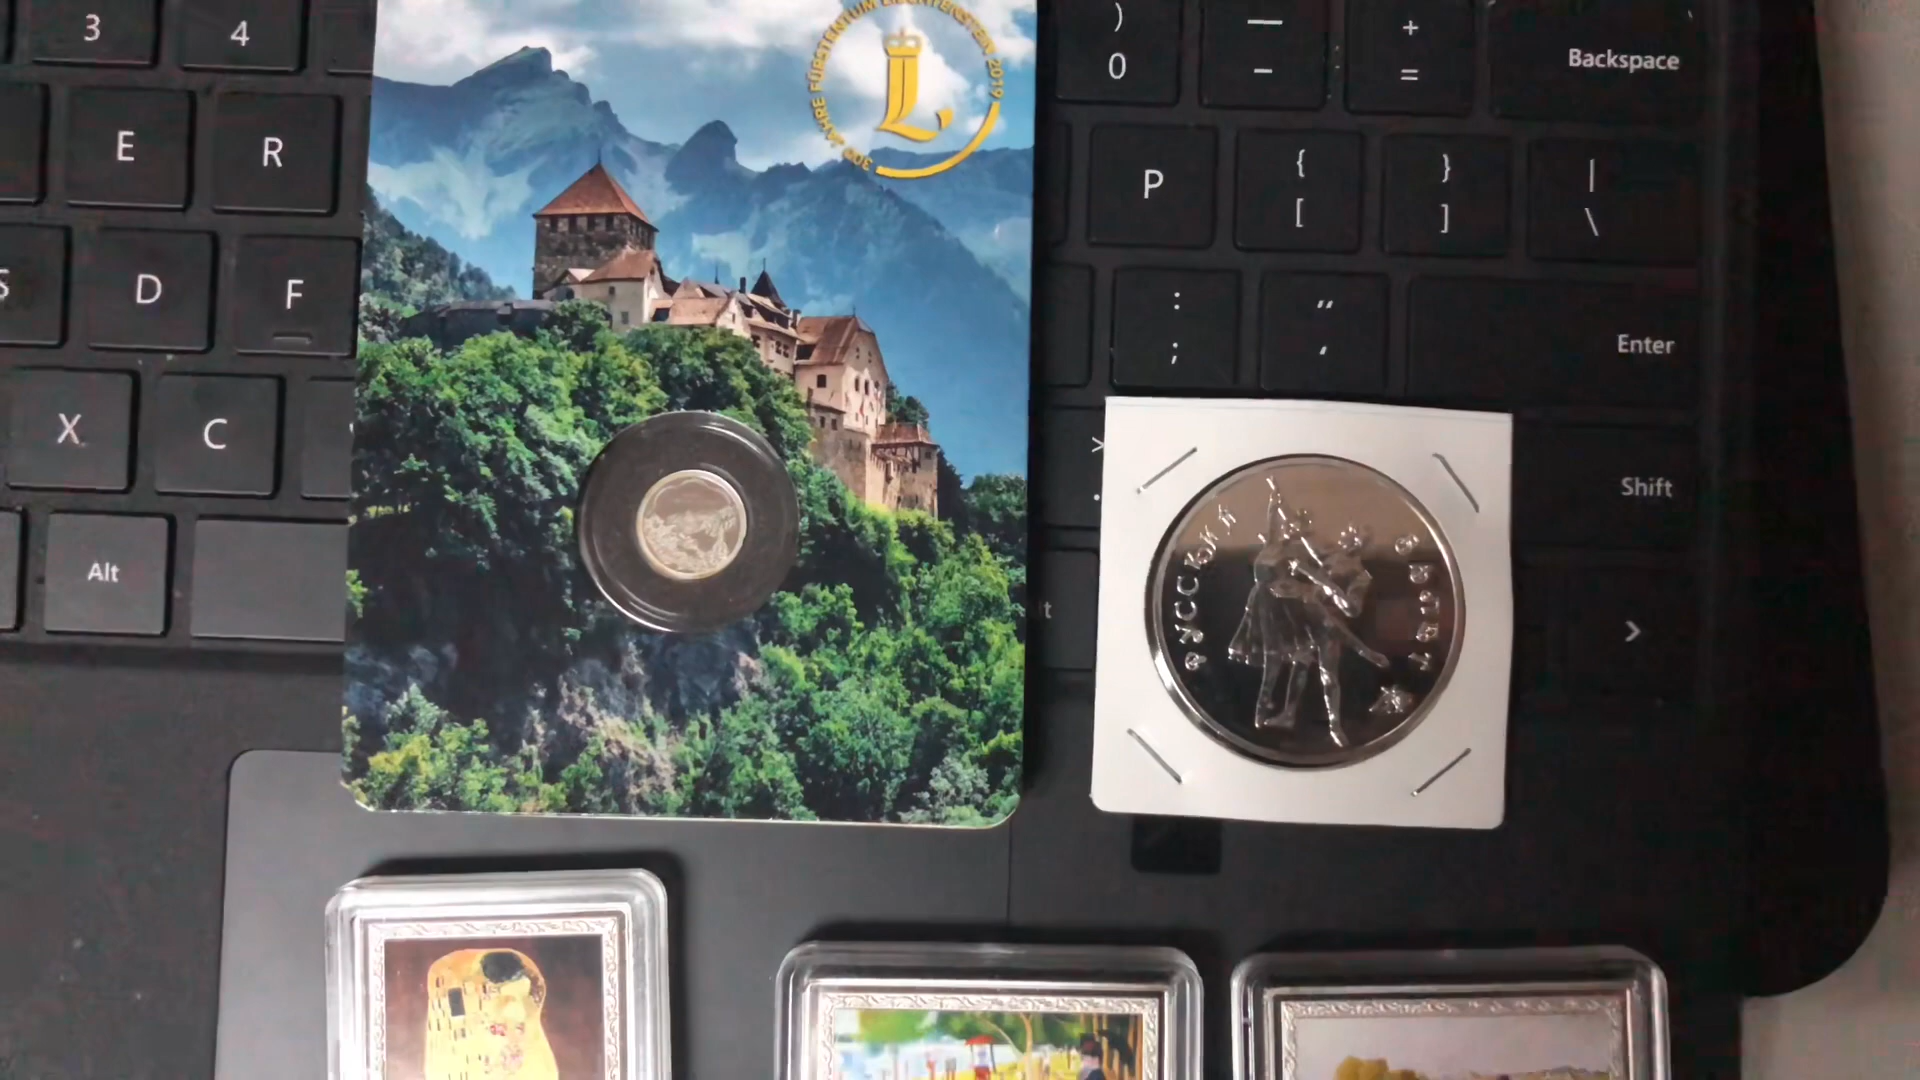 3
4
)
0
—
-
+
=
Backspace
E
R
P
{
[
}
]
|
\
S
D
F
:
;
"
'
Enter
X
C
>
.
Shift
Alt
300 JAHRE FÜRSTENTUM LIECHTENSTEIN 2019
L
РУССКИЙ
БАЛЕТ